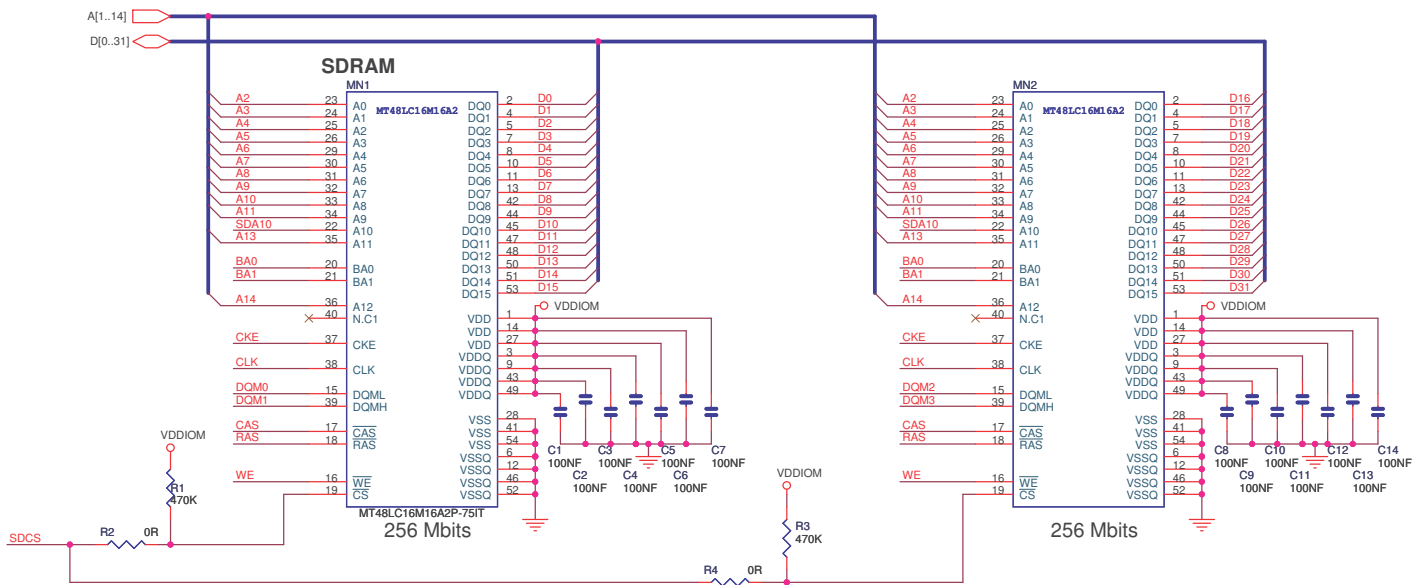 A[1..14]
D[0..31]
SDRAM
MN1
MT48LC16M16A2
A2 23 A0 DQ0 2 D0
A3 24 A1 DQ1 4 D1
A4 25 A2 DQ2 5 D2
A5 26 A3 DQ3 7 D3
A6 29 A4 DQ4 8 D4
A7 30 A5 DQ5 10 D5
A8 31 A6 DQ6 11 D6
A9 32 A7 DQ7 13 D7
A10 33 A8 DQ8 42 D8
A11 34 A9 DQ9 44 D9
SDA10 22 A10 DQ10 45 D10
A13 35 A11 DQ11 47 D11
DQ12 48 D12
BA0 20 BA0 DQ13 50 D13
BA1 21 BA1 DQ14 51 D14
DQ15 53 D15
A14 36 A12 VDDIOM
40 N.C1 VDD 1
VDD 14
CKE 37 CKE VDD 27
VDDQ 3
CLK 38 CLK VDDQ 9
VDDQ 43
DQM0 15 DQML VDDQ 49
DQM1 39 DQMH
VSS 28
CAS 17 CAS VSS 41
RAS 18 RAS VSS 54
VSSQ 6
VSSQ 12
WE 16 WE VSSQ 46
19 CS VSSQ 52
C1 C3 C5 C7
100NF 100NF 100NF 100NF
C2 C4 C6
100NF 100NF 100NF
MT48LC16M16A2P-75IT
256 Mbits
VDDIOM
R1
470K
R2 0R
SDCS
MN2
MT48LC16M16A2
A2 23 A0 DQ0 2 D16
A3 24 A1 DQ1 4 D17
A4 25 A2 DQ2 5 D18
A5 26 A3 DQ3 7 D19
A6 29 A4 DQ4 8 D20
A7 30 A5 DQ5 10 D21
A8 31 A6 DQ6 11 D22
A9 32 A7 DQ7 13 D23
A10 33 A8 DQ8 42 D24
A11 34 A9 DQ9 44 D25
SDA10 22 A10 DQ10 45 D26
A13 35 A11 DQ11 47 D27
DQ12 48 D28
BA0 20 BA0 DQ13 50 D29
BA1 21 BA1 DQ14 51 D30
DQ15 53 D31
A14 36 A12 VDDIOM
40 N.C1 VDD 1
VDD 14
CKE 37 CKE VDD 27
VDDQ 3
CLK 38 CLK VDDQ 9
VDDQ 43
DQM2 15 DQML VDDQ 49
DQM3 39 DQMH
VSS 28
CAS 17 CAS VSS 41
RAS 18 RAS VSS 54
VSSQ 6
VSSQ 12
WE 16 WE VSSQ 46
19 CS VSSQ 52
C8 C10 C12 C14
100NF 100NF 100NF 100NF
C9 C11 C13
100NF 100NF 100NF
256 Mbits
VDDIOM
R3
470K
R4 0R